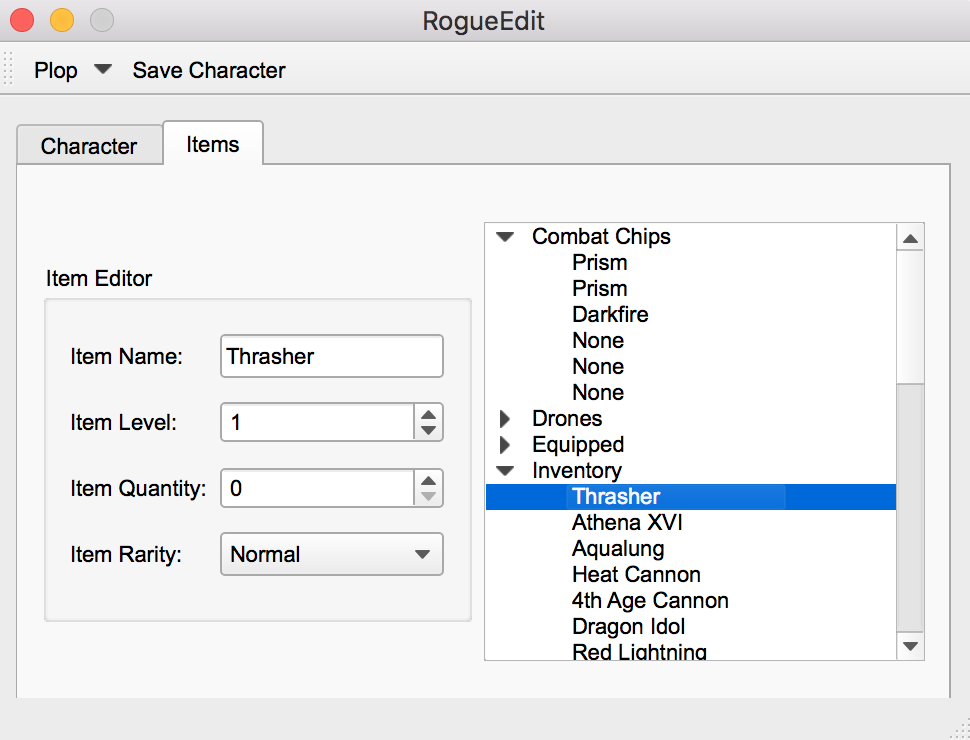 RogueEdit
Plop Save Character
Character Items
Item Editor
Item Name: Thrasher
Item Level: 1
Item Quantity: 0
Item Rarity: Normal
Combat Chips
Prism
Prism
Darkfire
None
None
None
Drones
Equipped
Inventory
Thrasher
Athena XVI
Aqualung
Heat Cannon
4th Age Cannon
Dragon Idol
Red Lightning